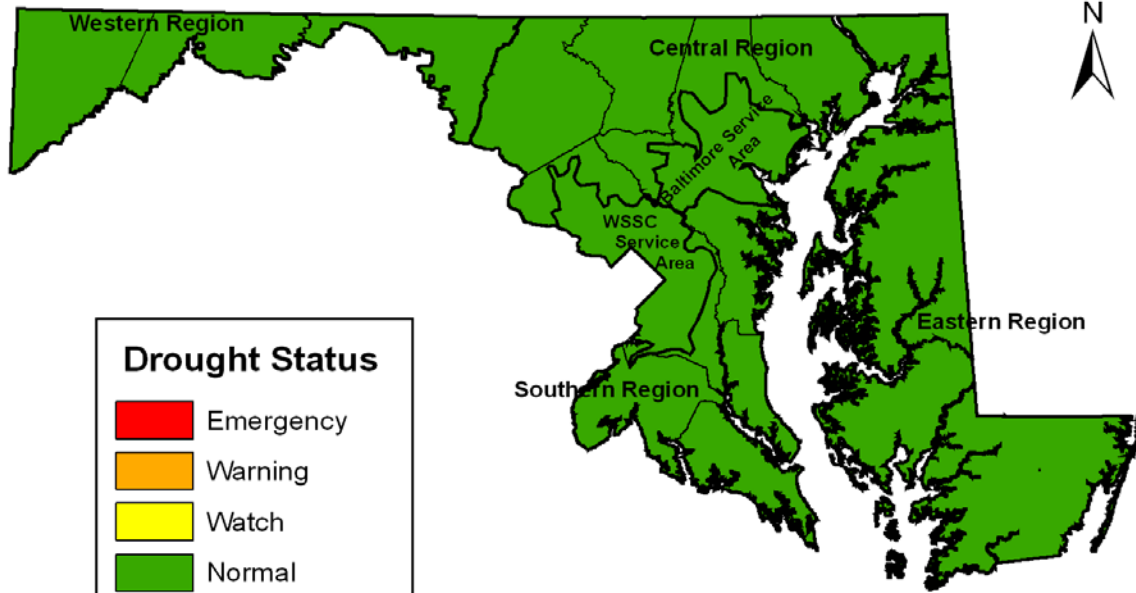 N
Western Region
Central Region
Baltimore Service
Area
WSSC
Service
Area
Eastern Region
Southern Region
Drought Status
Emergency
Warning
Watch
Normal